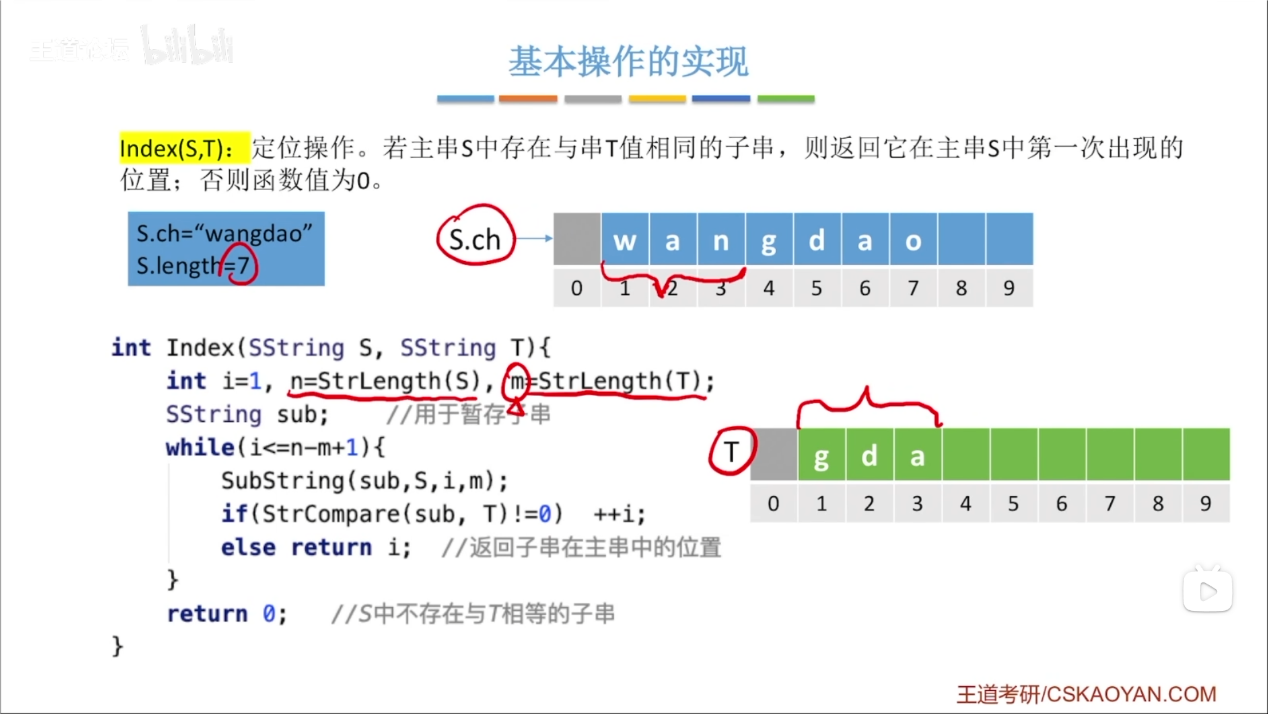 王道论坛 bilibili
基本操作的实现
Index(S,T)：定位操作。若主串S中存在与串T值相同的子串，则返回它在主串S中第一次出现的
位置；否则函数值为0。
S.ch=“wangdao”
S.length=7
S.ch
w a n g d a o
0 1 2 3 4 5 6 7 8 9
int Index(SString S, SString T){
int i=1, n=StrLength(S), m=StrLength(T);
SString sub; //用于暂存子串
while(i<=n-m+1){
SubString(sub,S,i,m);
if(StrCompare(sub, T)!=0) ++i;
else return i; //返回子串在主串中的位置
}
return 0; //S中不存在与T相等的子串
}
T
g d a
0 1 2 3 4 5 6 7 8 9
王道考研/CSKAOYAN.COM